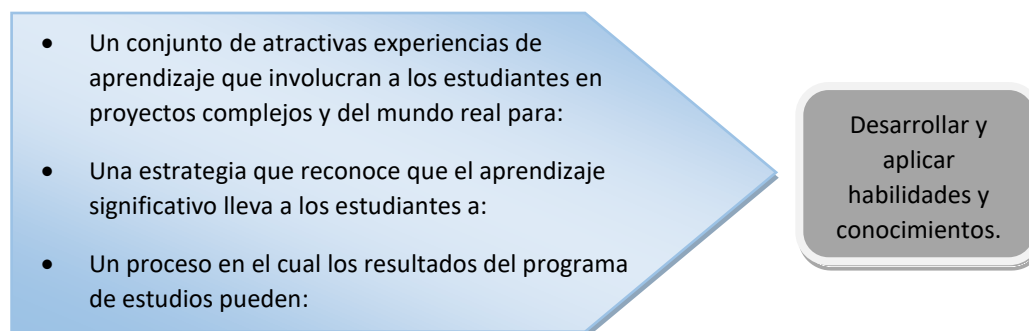 • Un conjunto de atractivas experiencias de
aprendizaje que involucran a los estudiantes en
proyectos complejos y del mundo real para:
• Una estrategia que reconoce que el aprendizaje
significativo lleva a los estudiantes a:
• Un proceso en el cual los resultados del programa
de estudios pueden:
Desarrollar y
aplicar
habilidades y
conocimientos.